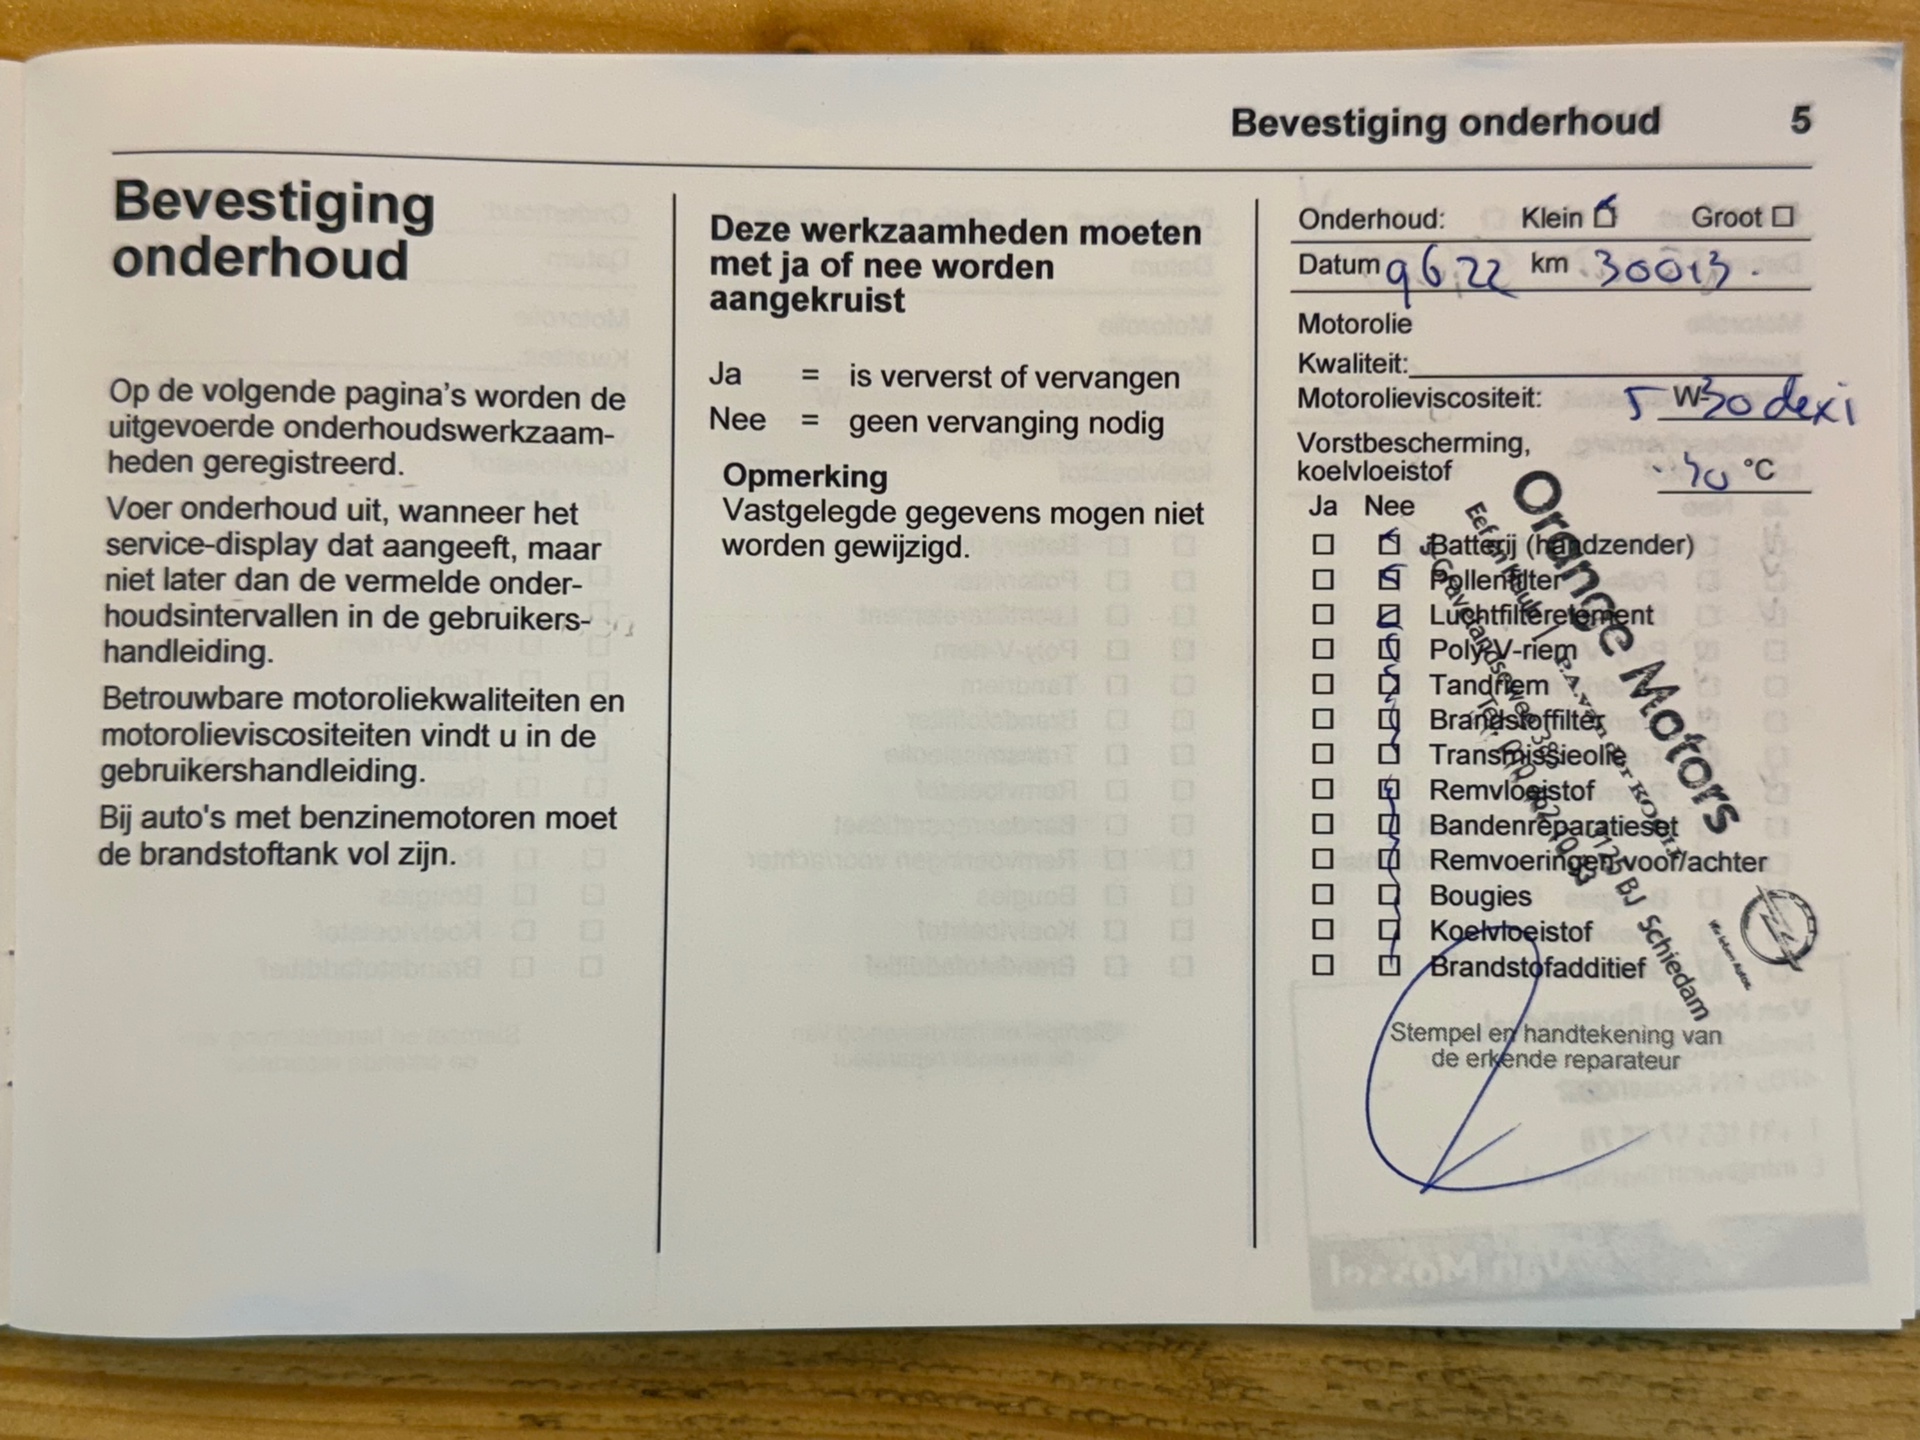 Bevestiging onderhoud 5
Bevestiging
onderhoud
Op de volgende pagina's worden de
uitgevoerde onderhoudswerkzaam-
heden geregistreerd.
Voer onderhoud uit, wanneer het
service-display dat aangeeft, maar
niet later dan de vermelde onder-
houdsintervallen in de gebruikers-
handleiding.
Betrouwbare motoroliekwaliteiten en
motorolieviscositeiten vindt u in de
gebruikershandleiding.
Bij auto's met benzinemotoren moet
de brandstoftank vol zijn.
Deze werkzaamheden moeten
met ja of nee worden
aangekruist
Ja = is ververst of vervangen
Nee = geen vervanging nodig
Opmerking
Vastgelegde gegevens mogen niet
worden gewijzigd.
Onderhoud: Klein Groot
Datum 9 6 22 km 30013
Motorolie
Kwaliteit:
Motorolieviscositeit: 5 W-30 dexi
Vorstbescherming,
koelvloeistof -30 °C
Ja Nee
Batterij (handzender)
Pollenfilter
Luchtfilterelement
Poly-V-riem
Tandriem
Brandstoffilter
Transmissieolie
Remvloeistof
Bandenreparatieset
Remvoeringen voor/achter
Bougies
Koelvloeistof
Brandstofadditief
Orange Motors
BJ Schiedam
Stempel en handtekening van
de erkende reparateur